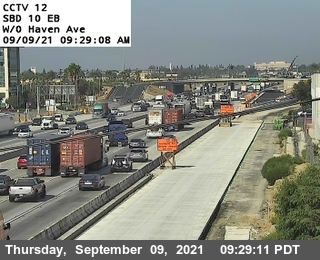 CCTV 12
SBD 10 EB
W/O Haven Ave
09/09/21 09:29:08 AM
Thursday, September 09, 2021 09:29:11 PDT